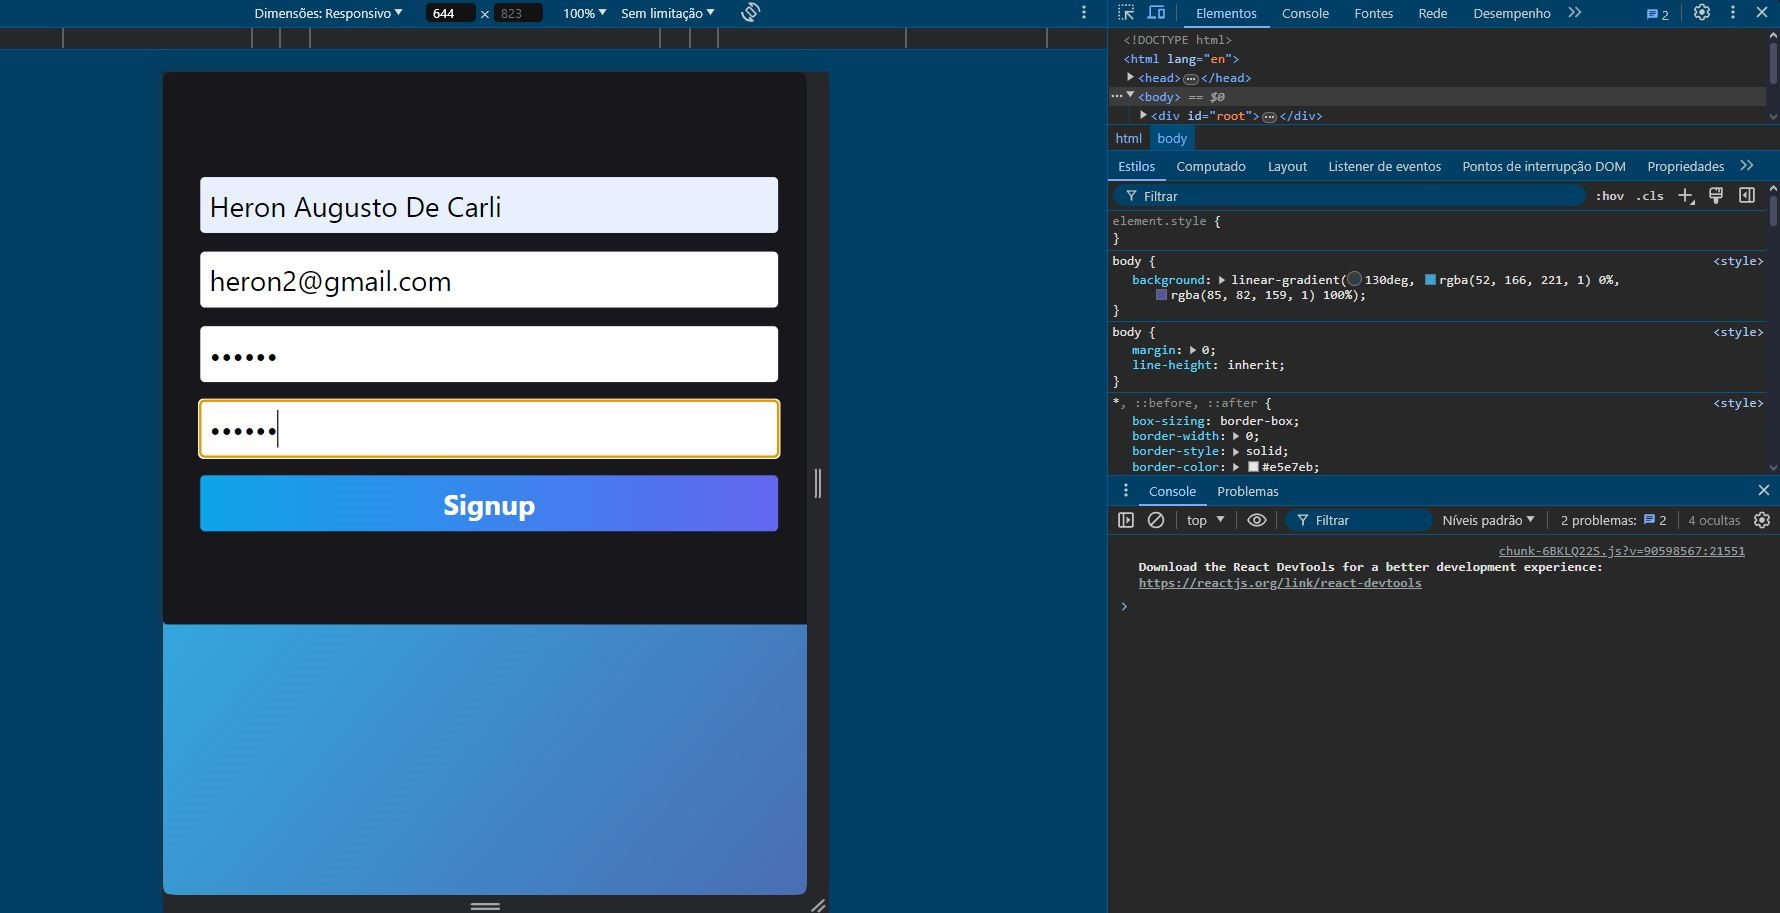 Dimensões: Responsivo 644 × 823 100% Sem limitação
Heron Augusto De Carli
heron2@gmail.com
••••••
••••••
Signup
Elementos Console Fontes Rede Desempenho 2
<!DOCTYPE html>
<html lang="en">
<head> ••• </head>
••• <body> == $0
<div id="root"> ••• </div>
html body
Estilos Computado Layout Listener de eventos Pontos de interrupção DOM Propriedades
Filtrar :hov .cls
element.style {
}
body { <style>
background: linear-gradient(130deg, rgba(52, 166, 221, 1) 0%,
rgba(85, 82, 159, 1) 100%);
}
body { <style>
margin: 0;
line-height: inherit;
}
*, ::before, ::after { <style>
box-sizing: border-box;
border-width: 0;
border-style: solid;
border-color: #e5e7eb;
Console Problemas
top Filtrar Níveis padrão 2 problemas: 2 4 ocultas
chunk-6BKLQ22S.js?v=90598567:21551
Download the React DevTools for a better development experience:
https://reactjs.org/link/react-devtools